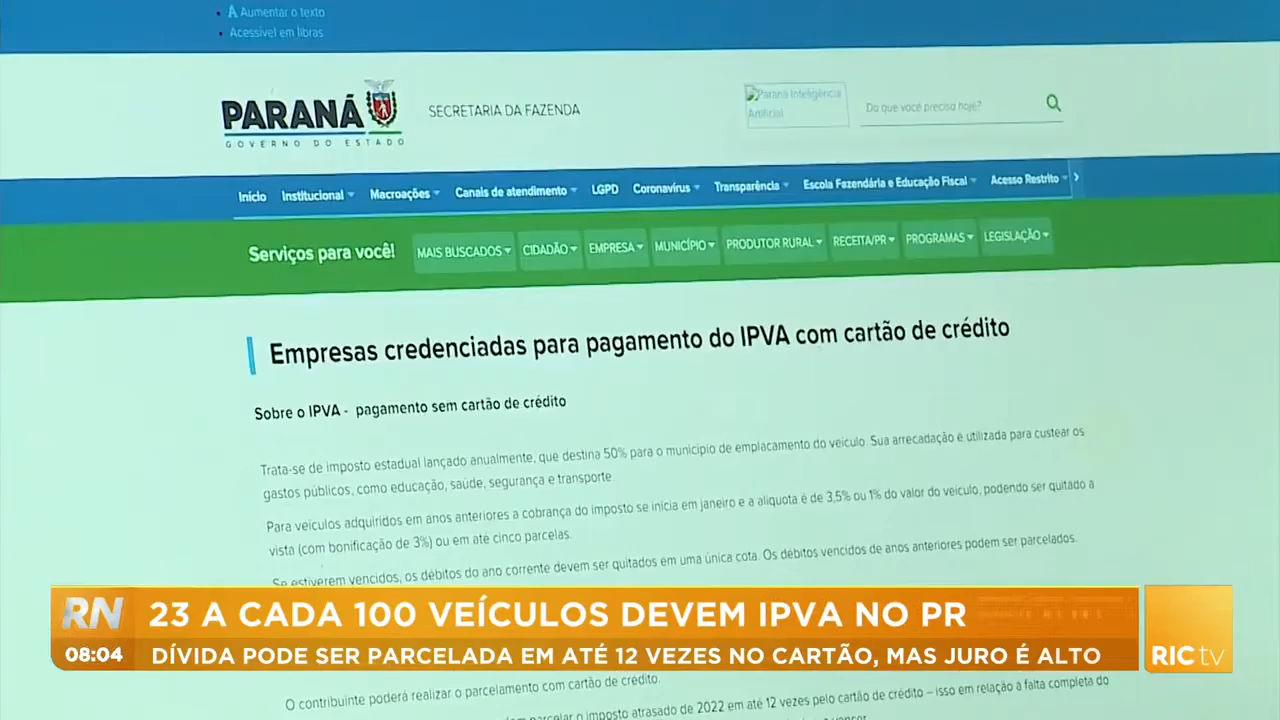 Aumentar o texto
Acessível em libras
PARANÁ
GOVERNO DO ESTADO
SECRETARIA DA FAZENDA
Paraná Inteligência
Artificial
Do que você precisa hoje?
Início Institucional Macroações Canais de atendimento LGPD Coronavírus Transparência Escola Fazendária e Educação Fiscal Acesso Restrito
Serviços para você! MAIS BUSCADOS CIDADÃO EMPRESA MUNICÍPIO PRODUTOR RURAL RECEITA/PR PROGRAMAS LEGISLAÇÃO
Empresas credenciadas para pagamento do IPVA com cartão de crédito
Sobre o IPVA - pagamento sem cartão de crédito
Trata-se de imposto estadual lançado anualmente, que destina 50% para o município de emplacamento do veículo. Sua arrecadação é utilizada para custear os
gastos públicos, como educação, saúde, segurança e transporte
Para veículos adquiridos em anos anteriores a cobrança do imposto se inicia em janeiro e a alíquota é de 3,5% ou 1% do valor do veículo, podendo ser quitado a
vista (com bonificação de 3%) ou em até cinco parcelas.
Se estiverem vencidos, os débitos do ano corrente devem ser quitados em uma única cota. Os débitos vencidos de anos anteriores podem ser parcelados.
RN 23 A CADA 100 VEÍCULOS DEVEM IPVA NO PR
08:04 DÍVIDA PODE SER PARCELADA EM ATÉ 12 VEZES NO CARTÃO, MAS JURO É ALTO
RICtv
O contribuinte poderá realizar o parcelamento com cartão de crédito.
parcelar o imposto atrasado de 2022 em até 12 vezes pelo cartão de crédito – isso em relação à falta completa do